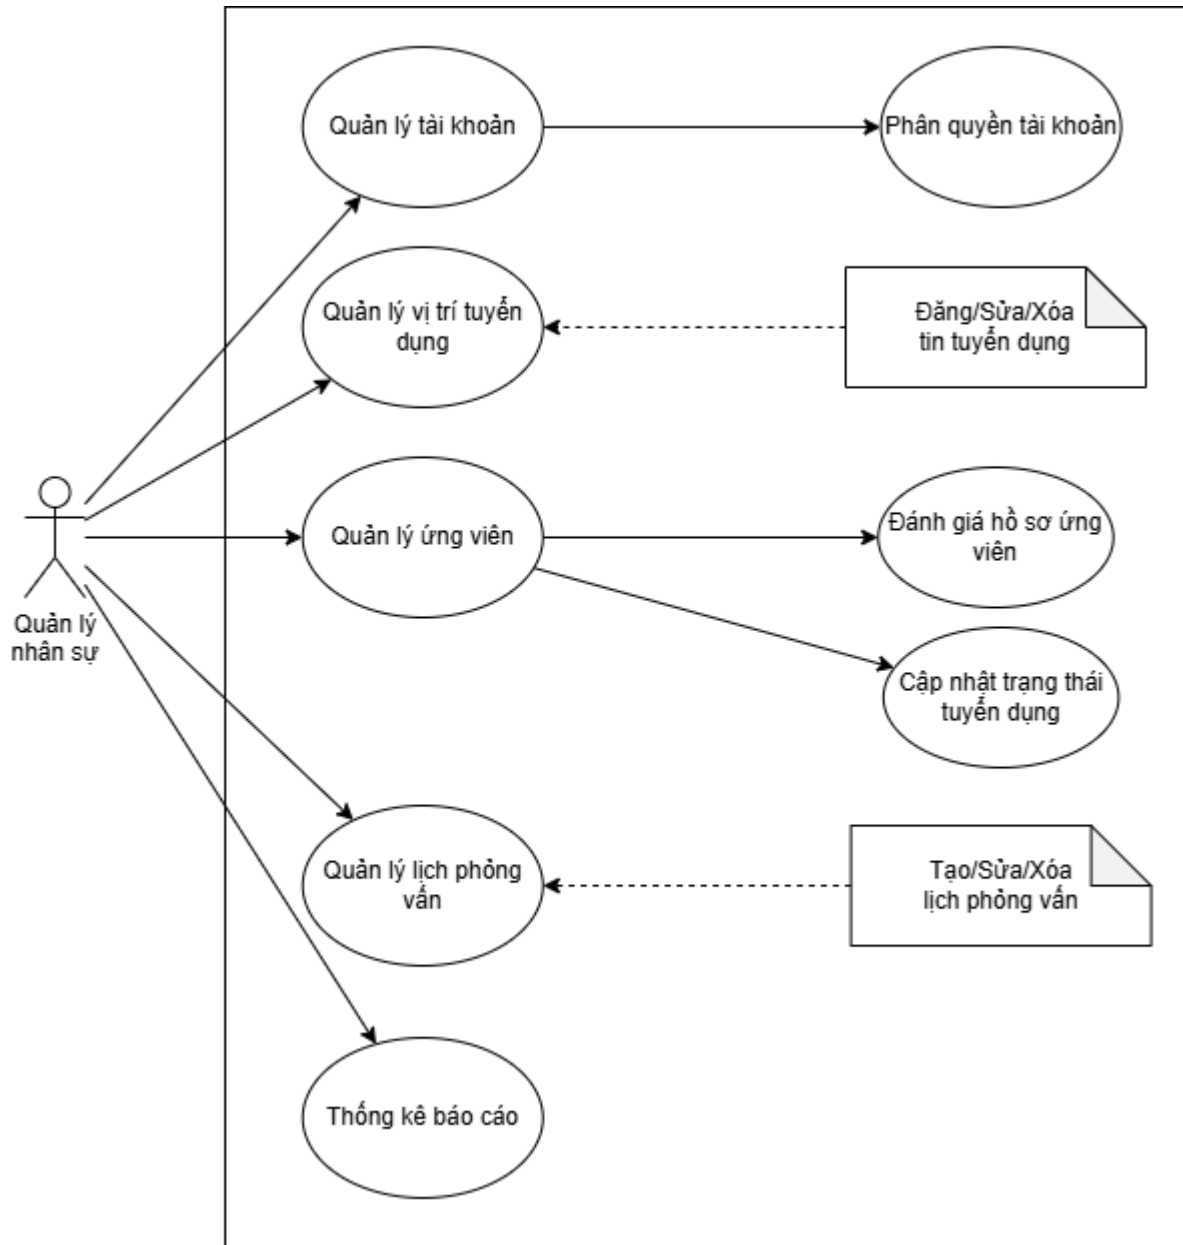 Quản lý tài khoản
Phân quyền tài khoản
Quản lý vị trí tuyển
dụng
Đăng/Sửa/Xóa
tin tuyển dụng
Quản lý ứng viên
Đánh giá hồ sơ ứng
viên
Quản lý
nhân sự
Cập nhật trạng thái
tuyển dụng
Quản lý lịch phỏng
vấn
Tạo/Sửa/Xóa
lịch phỏng vấn
Thống kê báo cáo